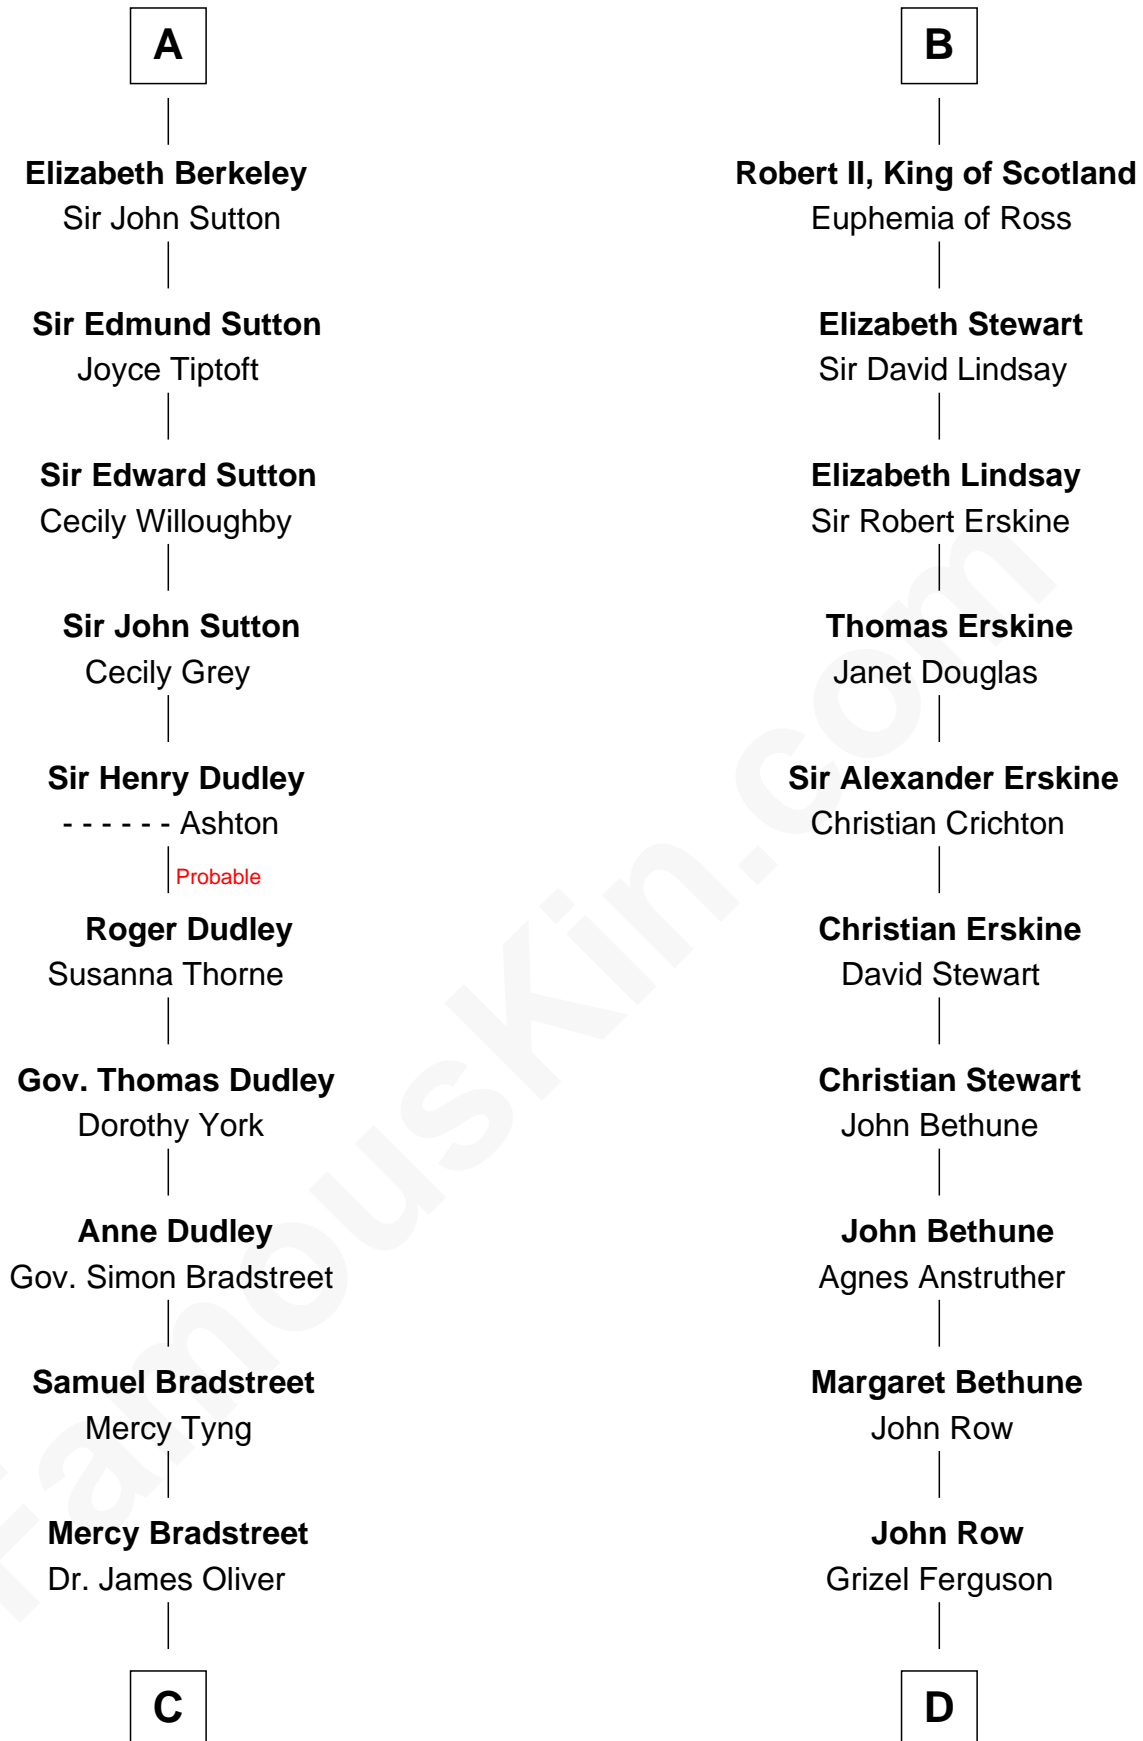 A
Elizabeth Berkeley
Sir John Sutton
Sir Edmund Sutton
Joyce Tiptoft
Sir Edward Sutton
Cecily Willoughby
Sir John Sutton
Cecily Grey
Sir Henry Dudley
- - - - - - Ashton
Probable
Roger Dudley
Susanna Thorne
Gov. Thomas Dudley
Dorothy York
Anne Dudley
Gov. Simon Bradstreet
Samuel Bradstreet
Mercy Tyng
Mercy Bradstreet
Dr. James Oliver
C
B
Robert II, King of Scotland
Euphemia of Ross
Elizabeth Stewart
Sir David Lindsay
Elizabeth Lindsay
Sir Robert Erskine
Thomas Erskine
Janet Douglas
Sir Alexander Erskine
Christian Crichton
Christian Erskine
David Stewart
Christian Stewart
John Bethune
John Bethune
Agnes Anstruther
Margaret Bethune
John Row
John Row
Grizel Ferguson
D
FamousKin.com